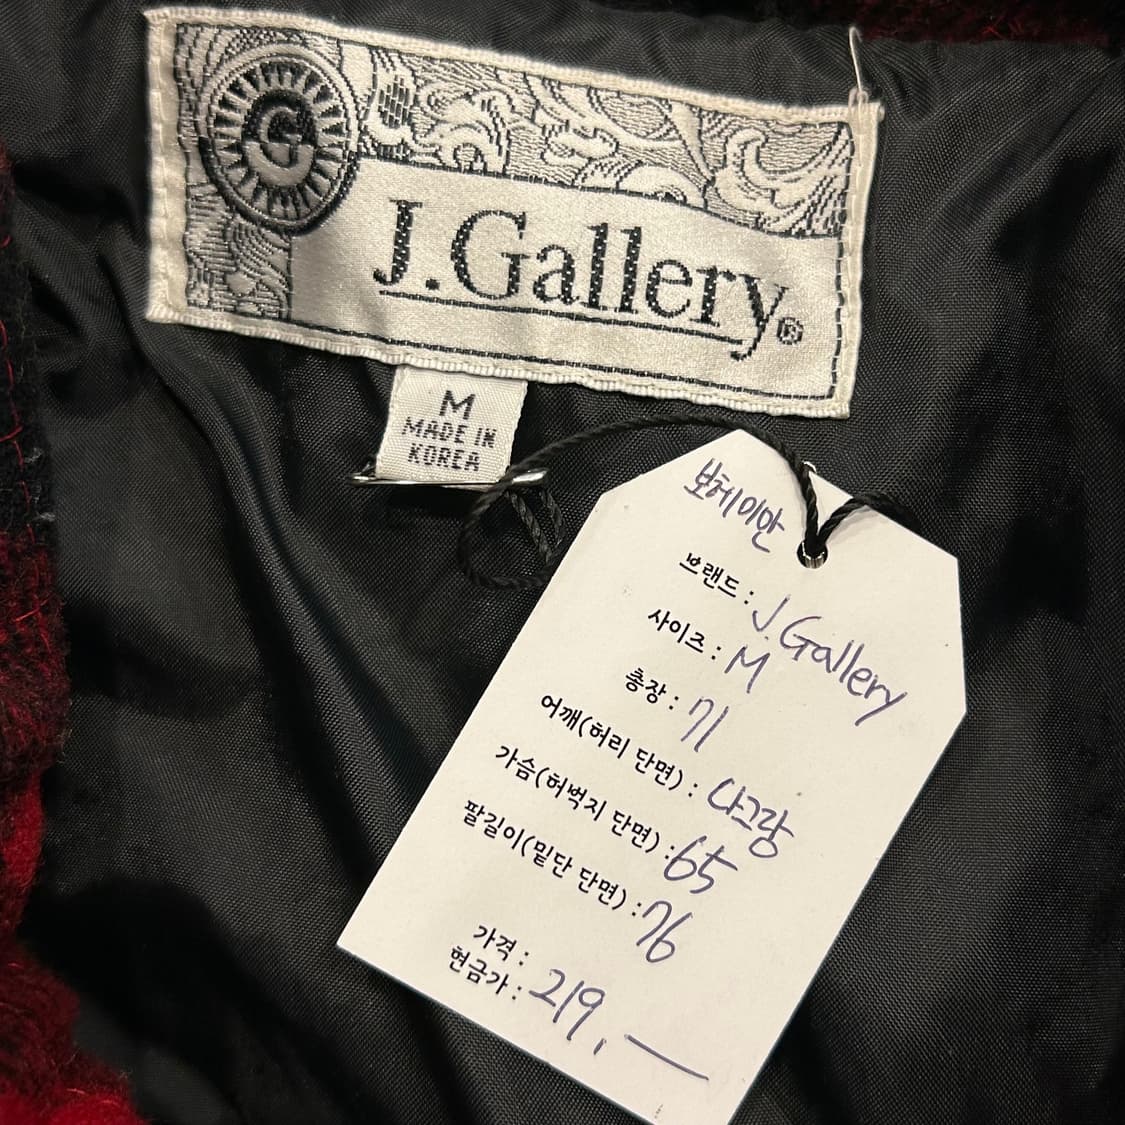 G
J.Gallery®
M
MADE IN
KOREA
보헤미안
브랜드 : J.Gallery
사이즈 : M
총장 : 71
어깨(허리 단면) : 나그랑
가슴(허벅지 단면) : 65
팔길이(밑단 단면) : 76
가격 :
현금가 : 219,—